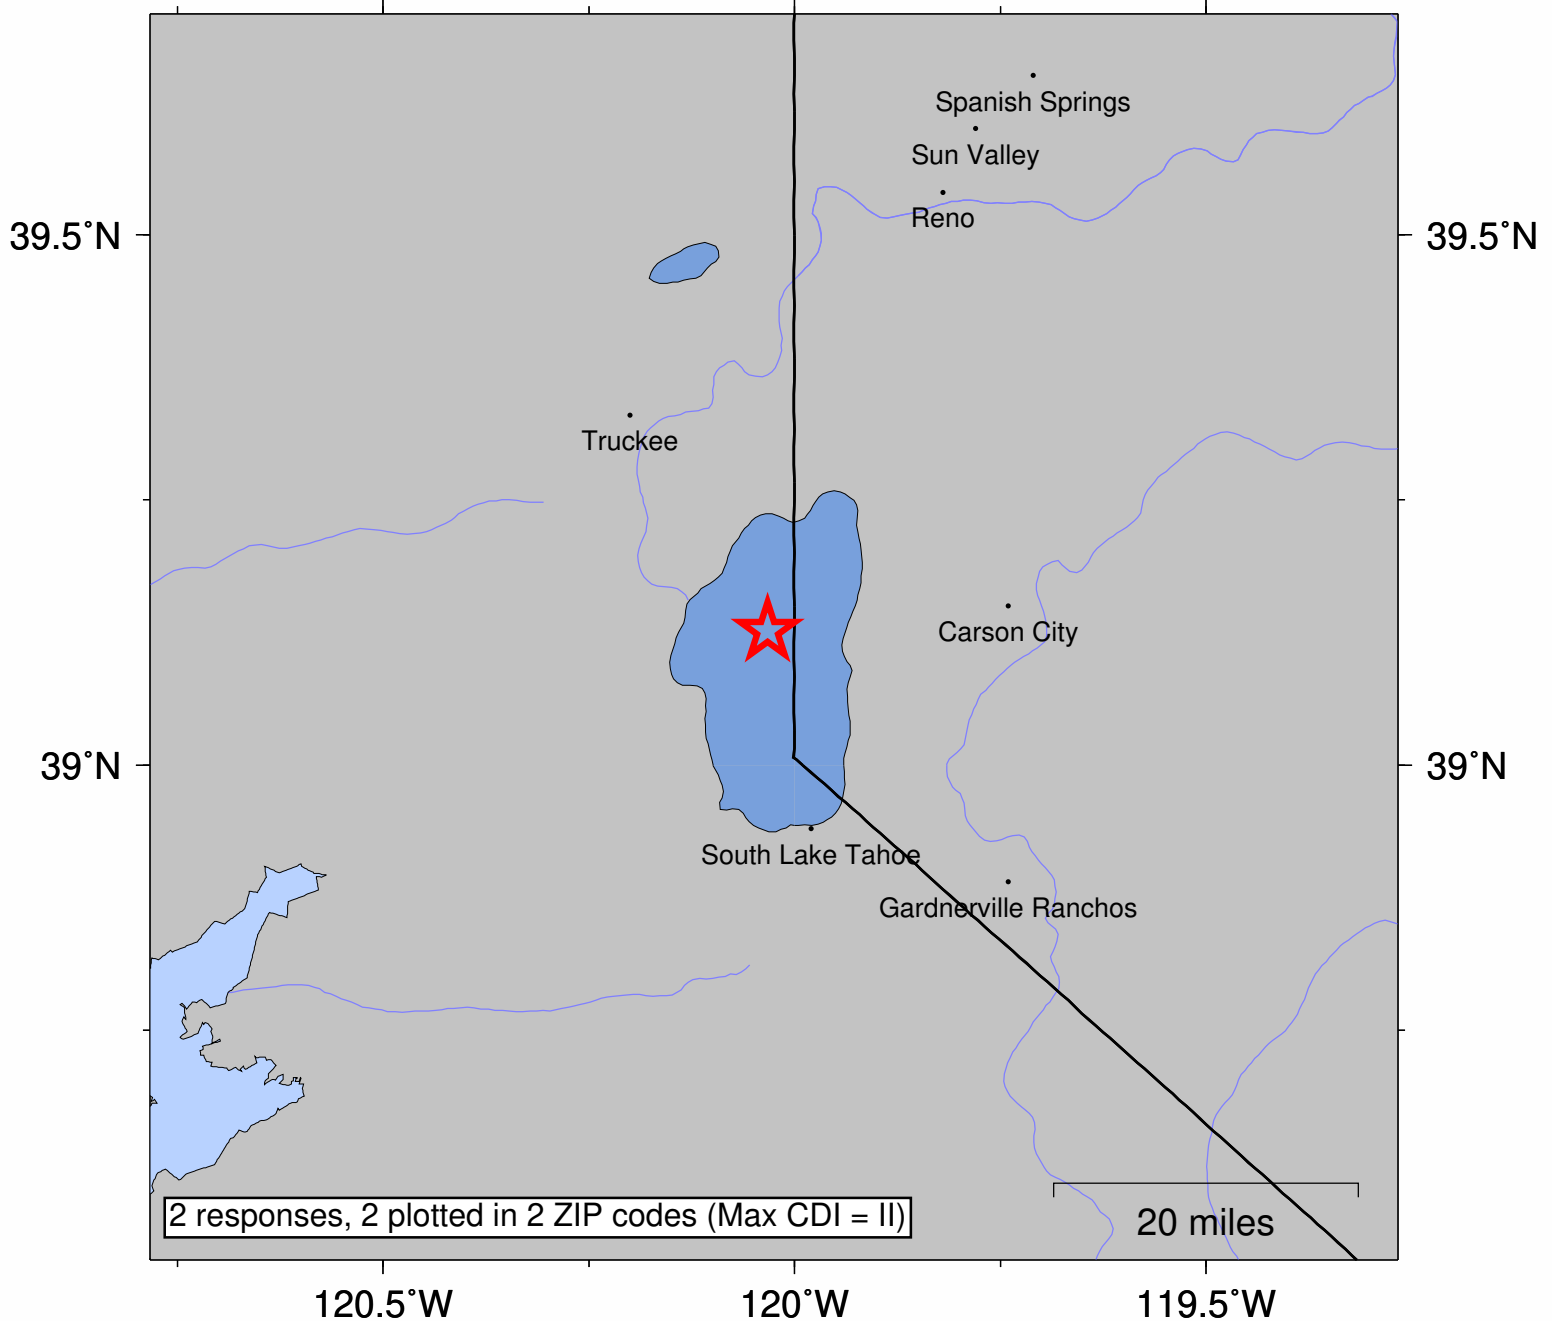 Spanish Springs
Sun Valley
Reno
39.5˚N
39.5˚N
Truckee
Carson City
39˚N
39˚N
South Lake Tahoe
Gardnerville Ranchos
2 responses, 2 plotted in 2 ZIP codes (Max CDI = II)
20 miles
120.5˚W
120˚W
119.5˚W